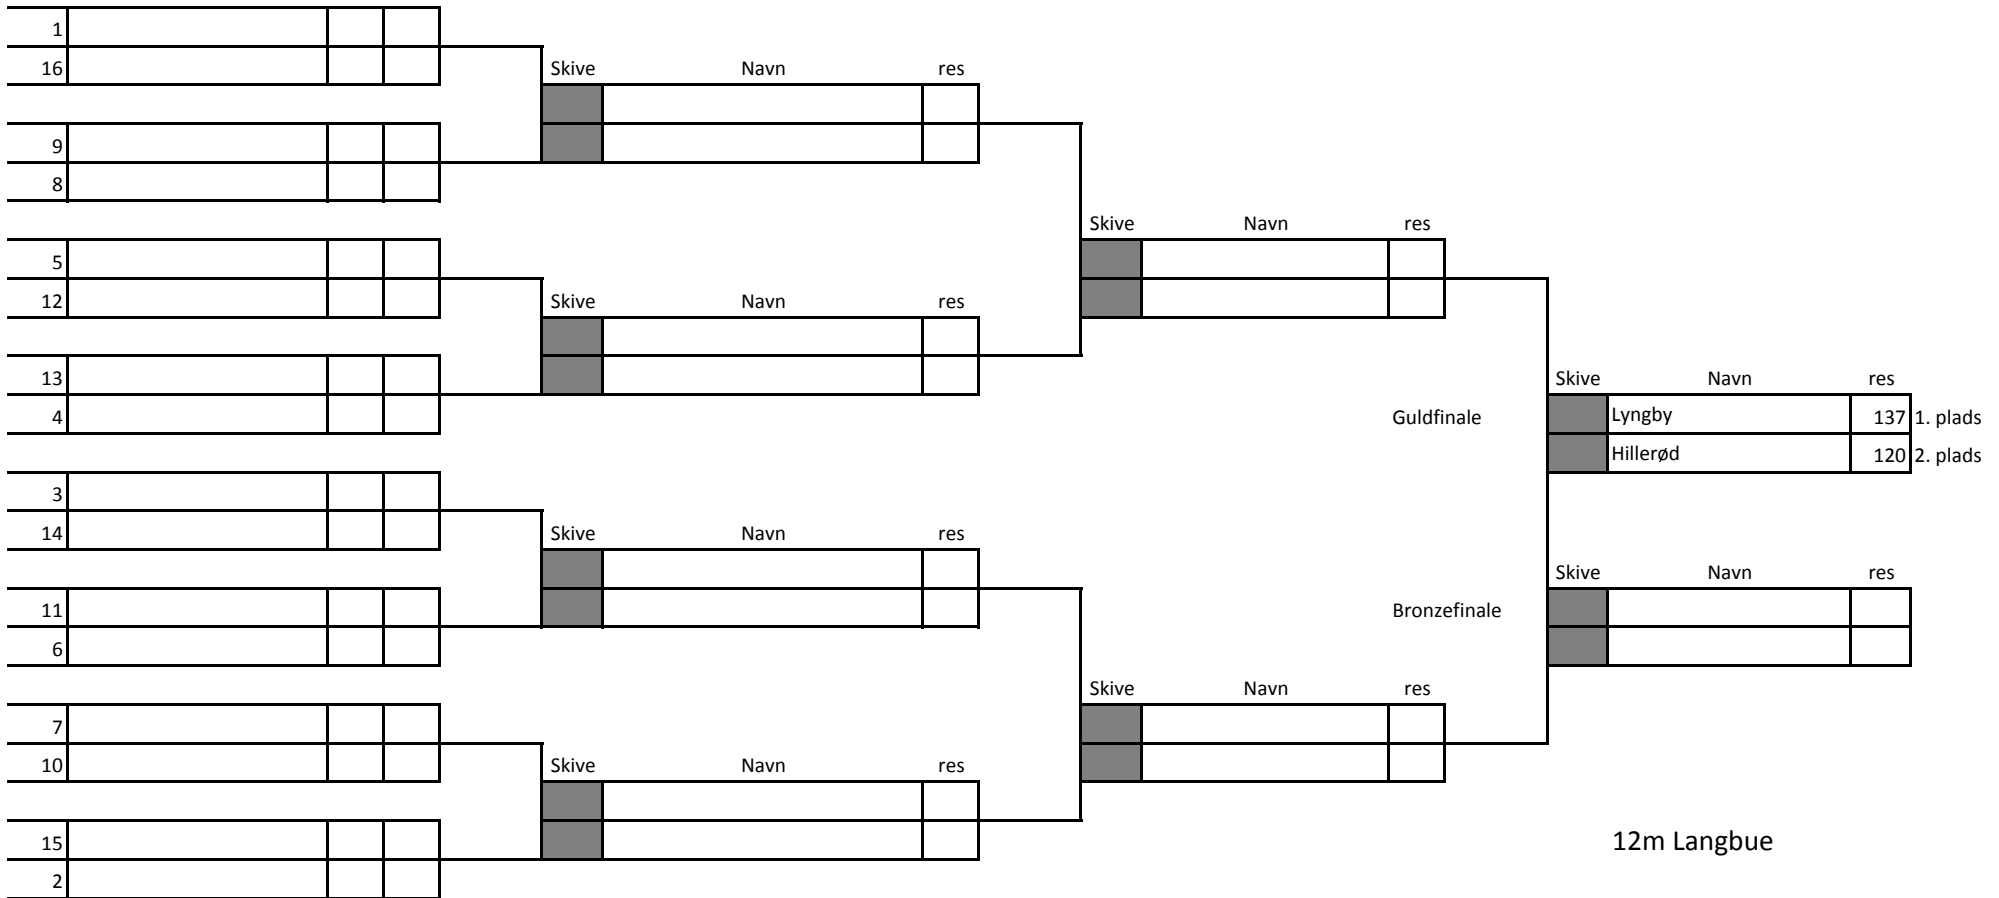 1
16
Skive Navn res
9
8
Skive Navn res
5
12
Skive Navn res
13
4
Skive Navn res
Guldfinale Lyngby 137 1. plads
Hillerød 120 2. plads
3
14
Skive Navn res
Skive Navn res
11
Bronzefinale
6
Skive Navn res
7
10
Skive Navn res
15
12m Langbue
2